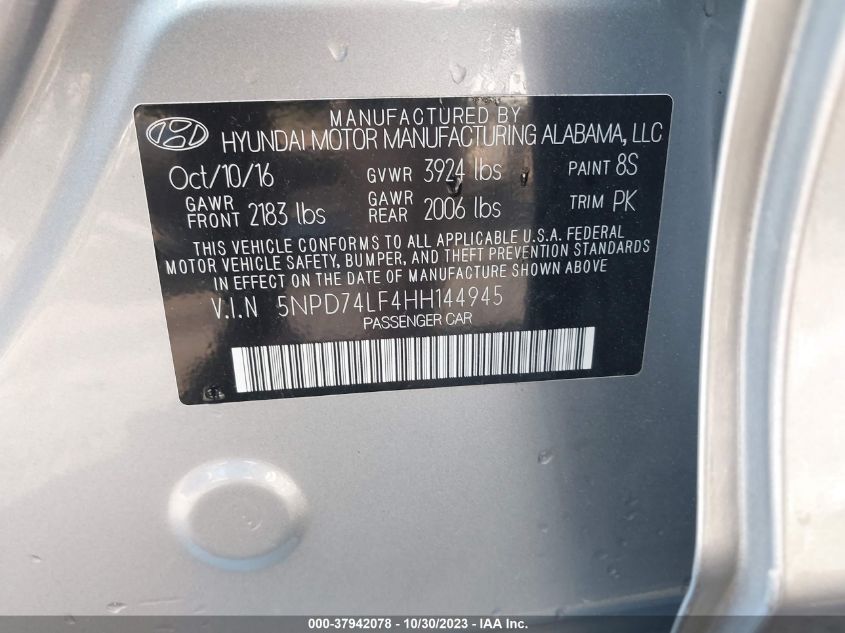 MANUFACTURED BY
HYUNDAI MOTOR MANUFACTURING ALABAMA, LLC
Oct/10/16 GVWR 3924 lbs PAINT 8S
GAWR FRONT 2183 lbs GAWR REAR 2006 lbs TRIM PK
THIS VEHICLE CONFORMS TO ALL APPLICABLE U.S.A. FEDERAL
MOTOR VEHICLE SAFETY, BUMPER, AND THEFT PREVENTION STANDARDS
IN EFFECT ON THE DATE OF MANUFACTURE SHOWN ABOVE.
V.I.N 5NPD74LF4HH144945
PASSENGER CAR
000-37942078 - 10/30/2023 - IAA Inc.